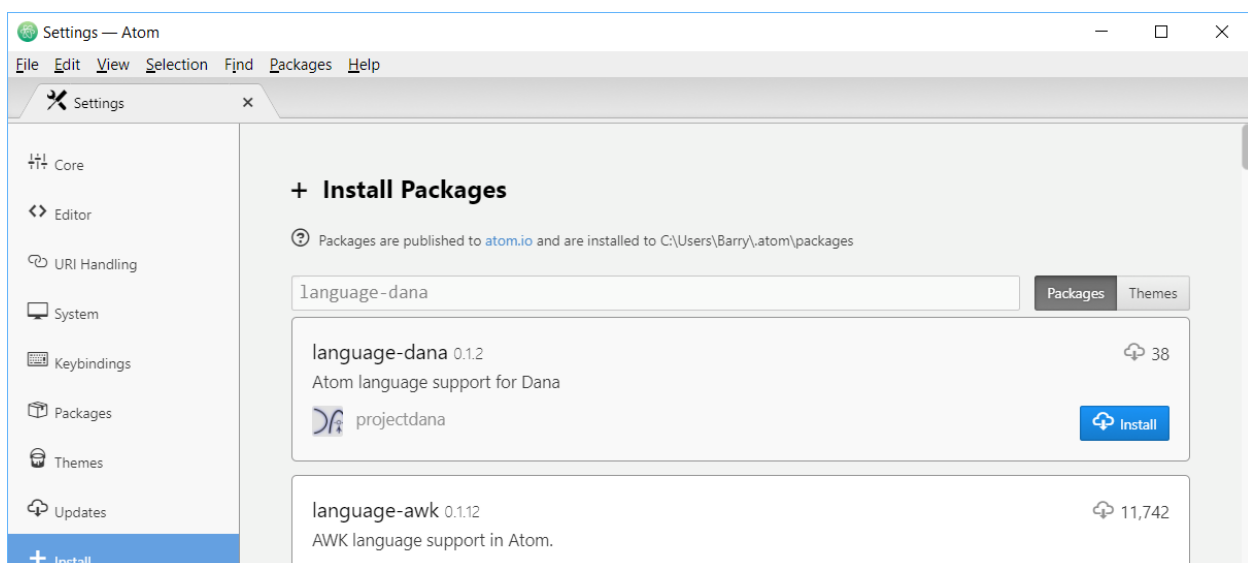 Settings — Atom
File Edit View Selection Find Packages Help
Settings
Core
Editor
URI Handling
System
Keybindings
Packages
Themes
Updates
Install
Install Packages
Packages are published to atom.io and are installed to C:\Users\Barry\.atom\packages
language-dana
Packages Themes
language-dana 0.1.2 38
Atom language support for Dana
projectdana
Install
language-awk 0.1.12 11,742
AWK language support in Atom.